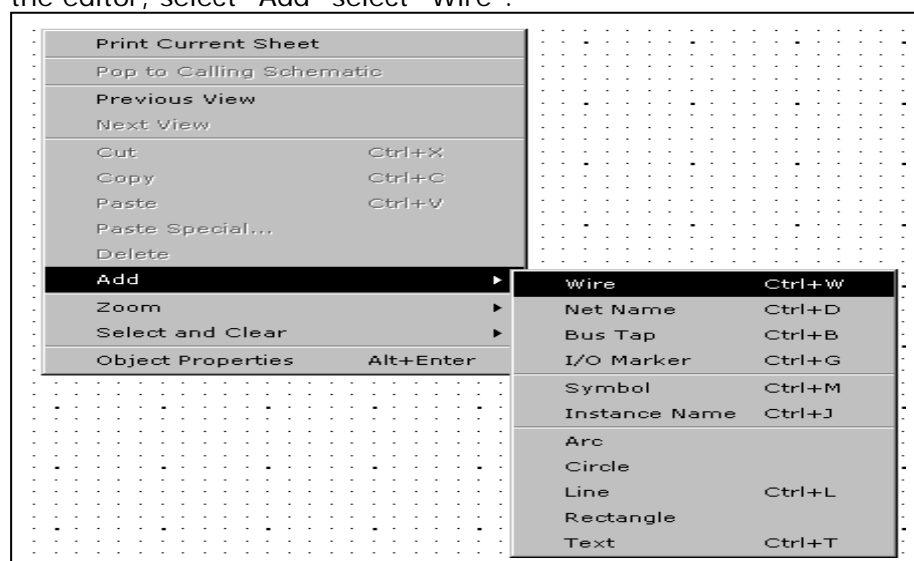 the editor, select "Add" select "Wire".
Print Current Sheet
Pop to Calling Schematic
Previous View
Next View
Cut Ctrl+X
Copy Ctrl+C
Paste Ctrl+V
Paste Special...
Delete
Add
Zoom
Select and Clear
Object Properties Alt+Enter
Wire Ctrl+W
Net Name Ctrl+D
Bus Tap Ctrl+B
I/O Marker Ctrl+G
Symbol Ctrl+M
Instance Name Ctrl+J
Arc
Circle
Line Ctrl+L
Rectangle
Text Ctrl+T